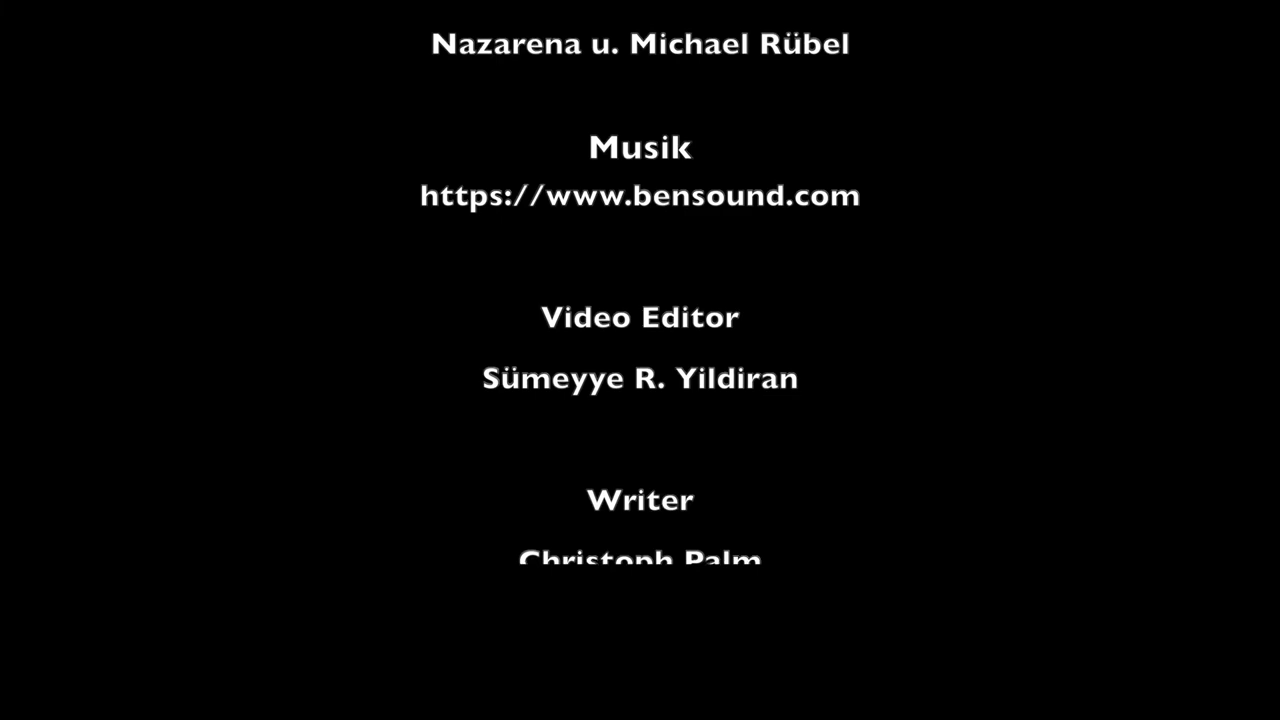 Nazarena u. Michael Rübel
Musik
https://www.bensound.com
Video Editor
Sümeyye R. Yildiran
Writer
Christoph Palm